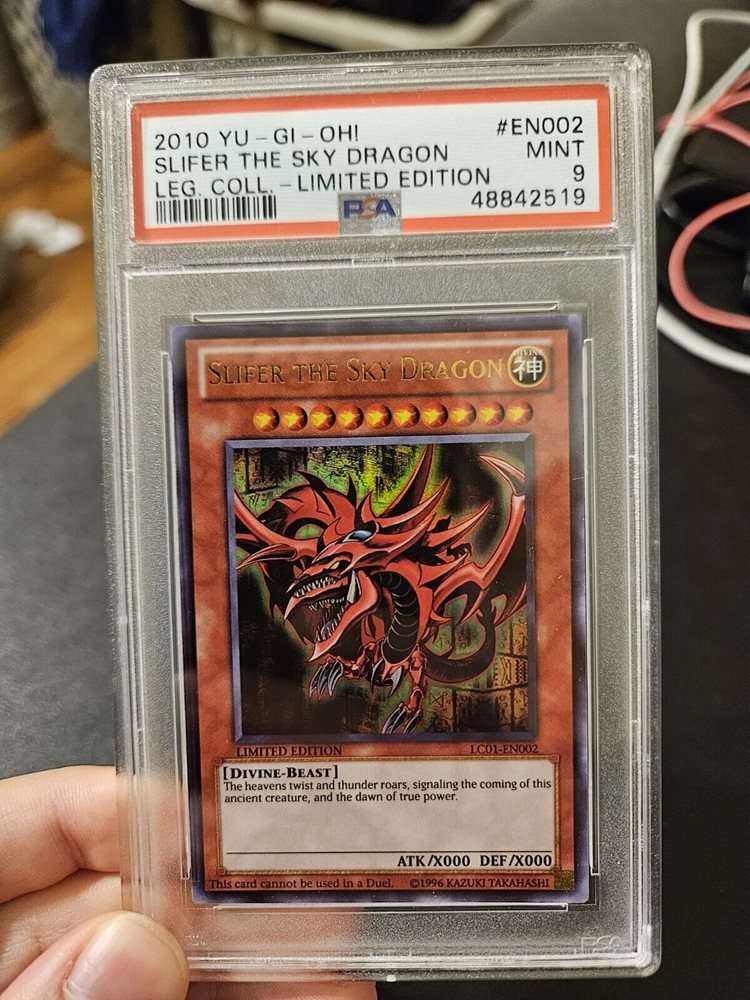 2010 YU-GI-OH! #EN002
SLIFER THE SKY DRAGON MINT
LEG. COLL.-LIMITED EDITION 9
PSA 48842519
SLIFER THE SKY DRAGON
DIVINE
神
LIMITED EDITION LC01-EN002
[DIVINE-BEAST]
The heavens twist and thunder roars, signaling the coming of this
ancient creature, and the dawn of true power.
ATK/X000 DEF/X000
This card cannot be used in a Duel. ©1996 KAZUKI TAKAHASHI
PSA